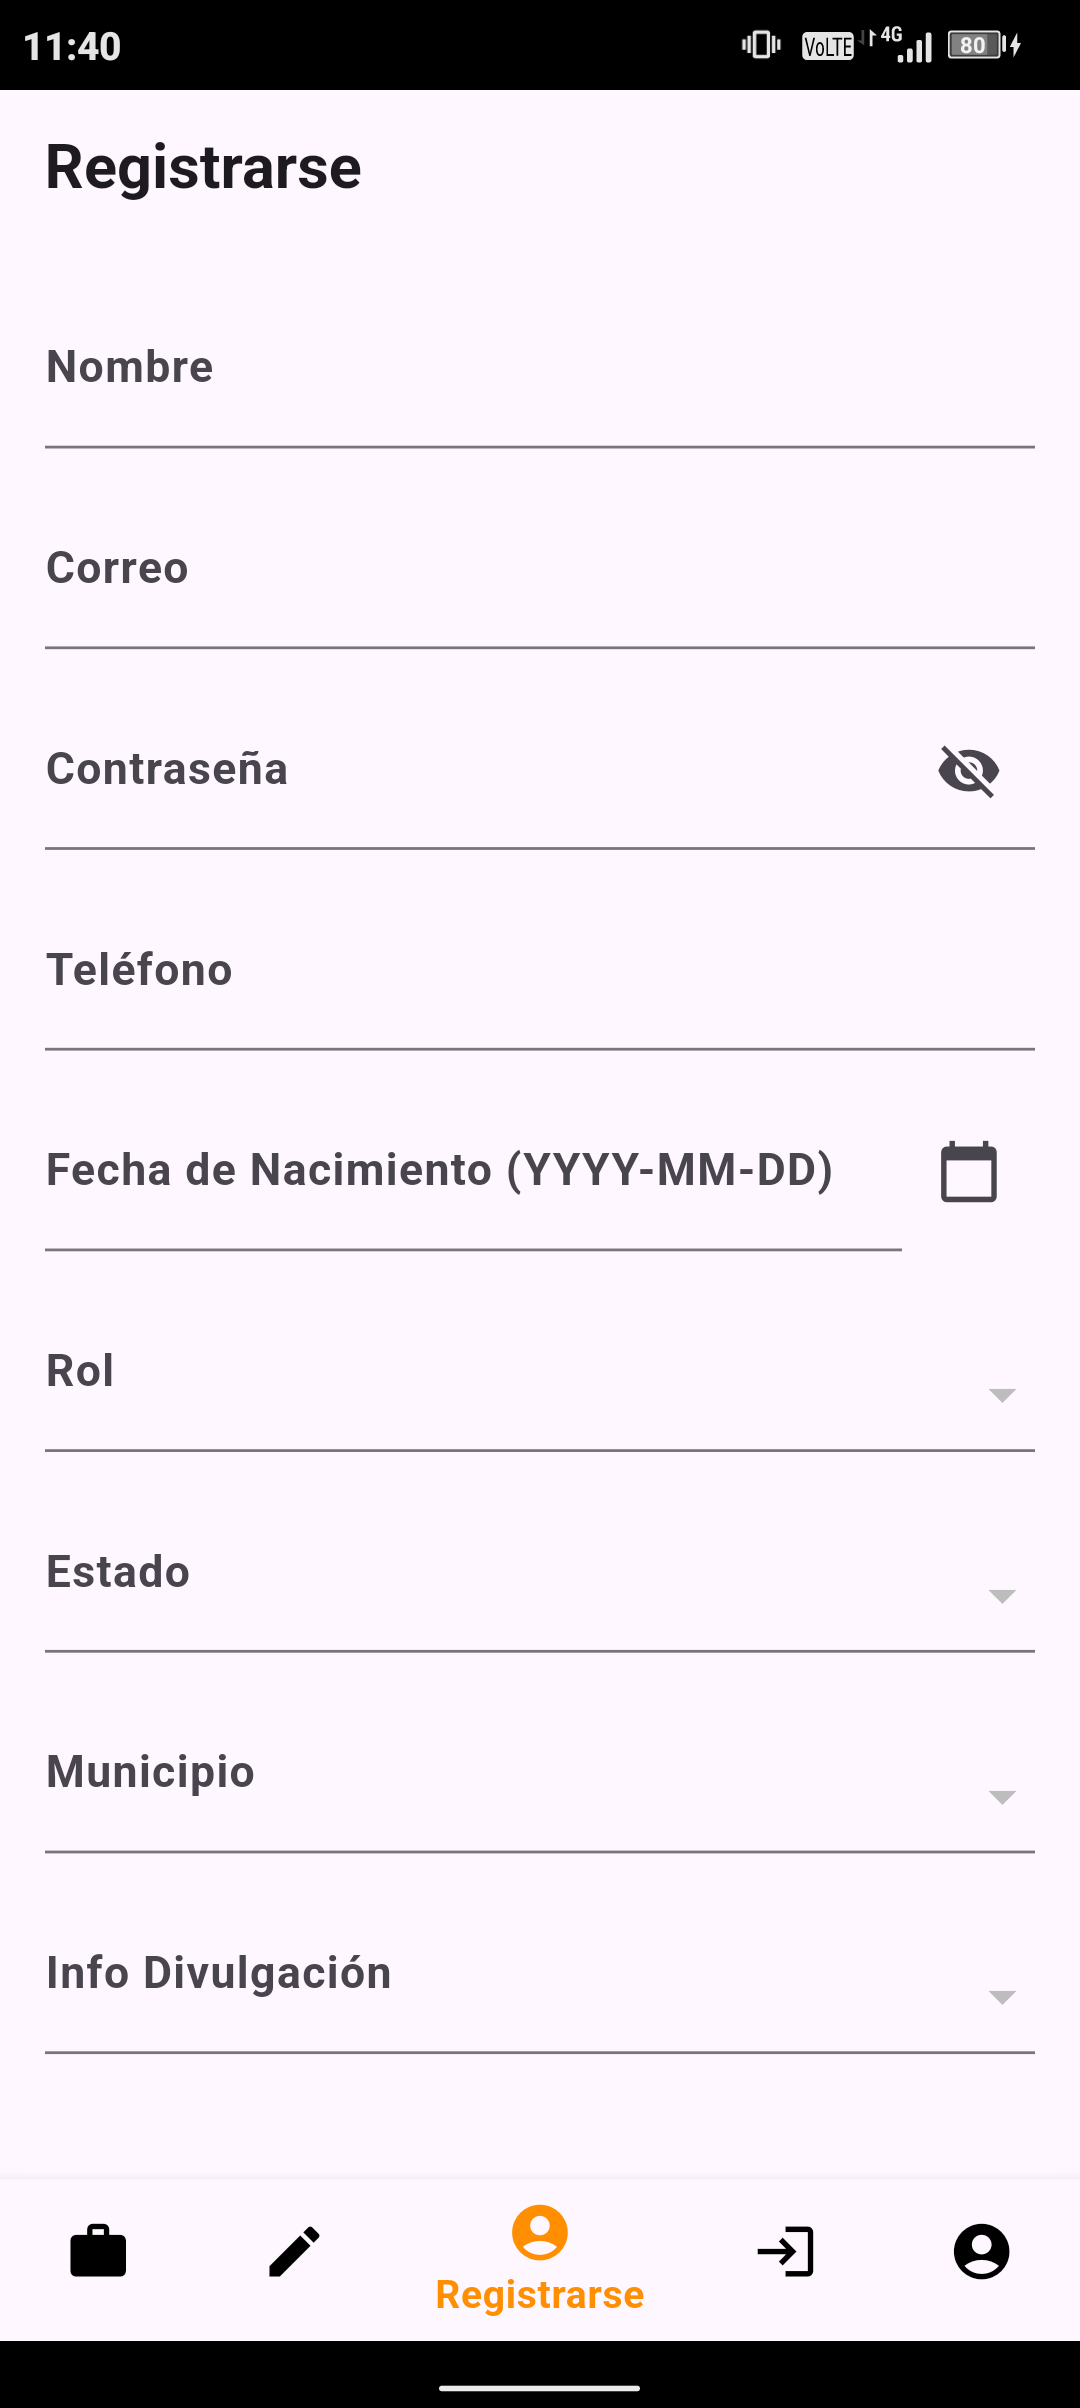 11:40
VoLTE 4G 80
Registrarse
Nombre
Correo
Contraseña
Teléfono
Fecha de Nacimiento (YYYY-MM-DD)
Rol
Estado
Municipio
Info Divulgación
Registrarse